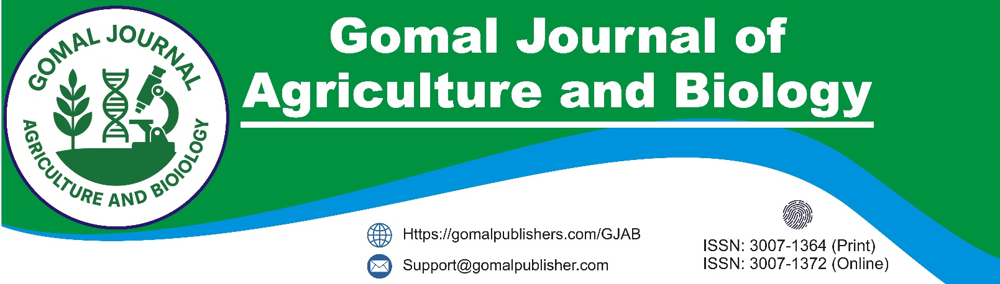 GOMAL JOURNAL
AGRICULTURE AND BIOIOLOGY
Gomal Journal of
Agriculture and Biology
Https://gomalpublishers.com/GJAB
Support@gomalpublisher.com
ISSN: 3007-1364 (Print)
ISSN: 3007-1372 (Online)